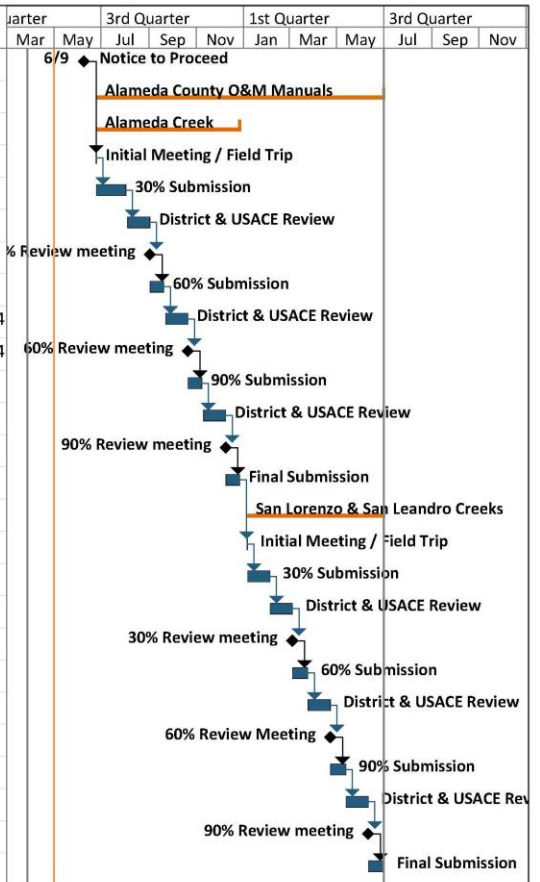 uarter 3rd Quarter 1st Quarter 3rd Quarter
Mar May Jul Sep Nov Jan Mar May Jul Sep Nov
6/9 Notice to Proceed
Alameda County O&M Manuals
Alameda Creek
Initial Meeting / Field Trip
30% Submission
District & USACE Review
% Review meeting
60% Submission
4 District & USACE Review
4 60% Review meeting
90% Submission
District & USACE Review
90% Review meeting
Final Submission
San Lorenzo & San Leandro Creeks
Initial Meeting / Field Trip
30% Submission
District & USACE Review
30% Review meeting
60% Submission
District & USACE Review
60% Review Meeting
90% Submission
District & USACE Rev
90% Review meeting
Final Submission